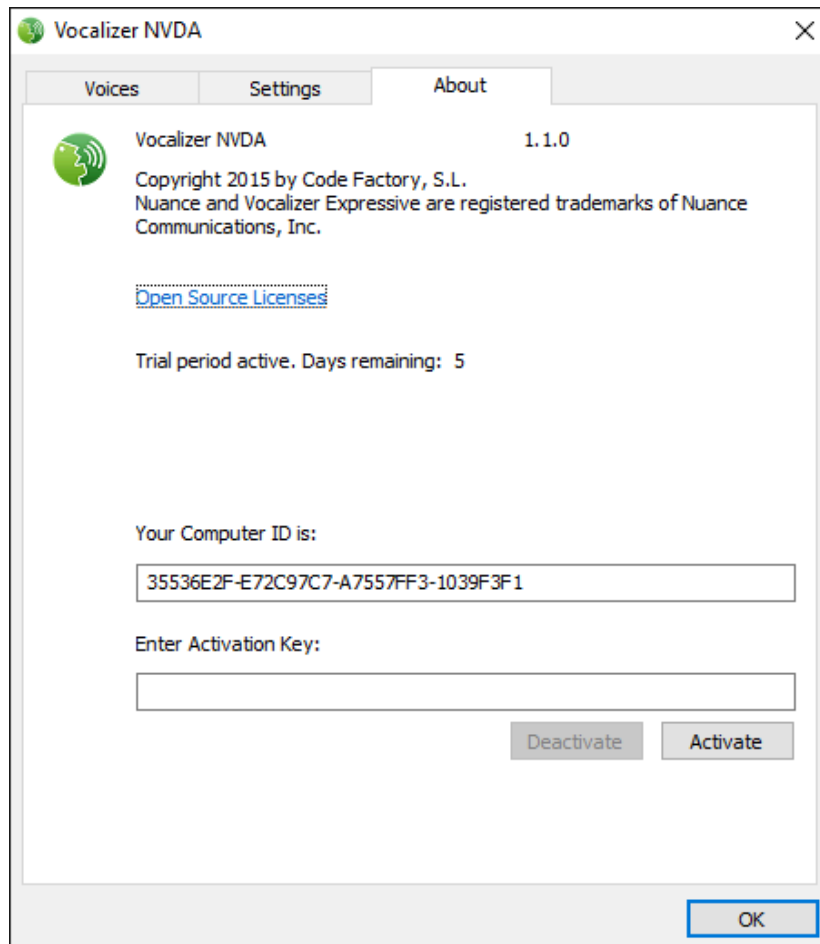 Vocalizer NVDA
Voices
Settings
About
Vocalizer NVDA 1.1.0
Copyright 2015 by Code Factory, S.L.
Nuance and Vocalizer Expressive are registered trademarks of Nuance
Communications, Inc.
Open Source Licenses
Trial period active. Days remaining: 5
Your Computer ID is:
35536E2F-E72C97C7-A7557FF3-1039F3F1
Enter Activation Key:
Deactivate
Activate
OK